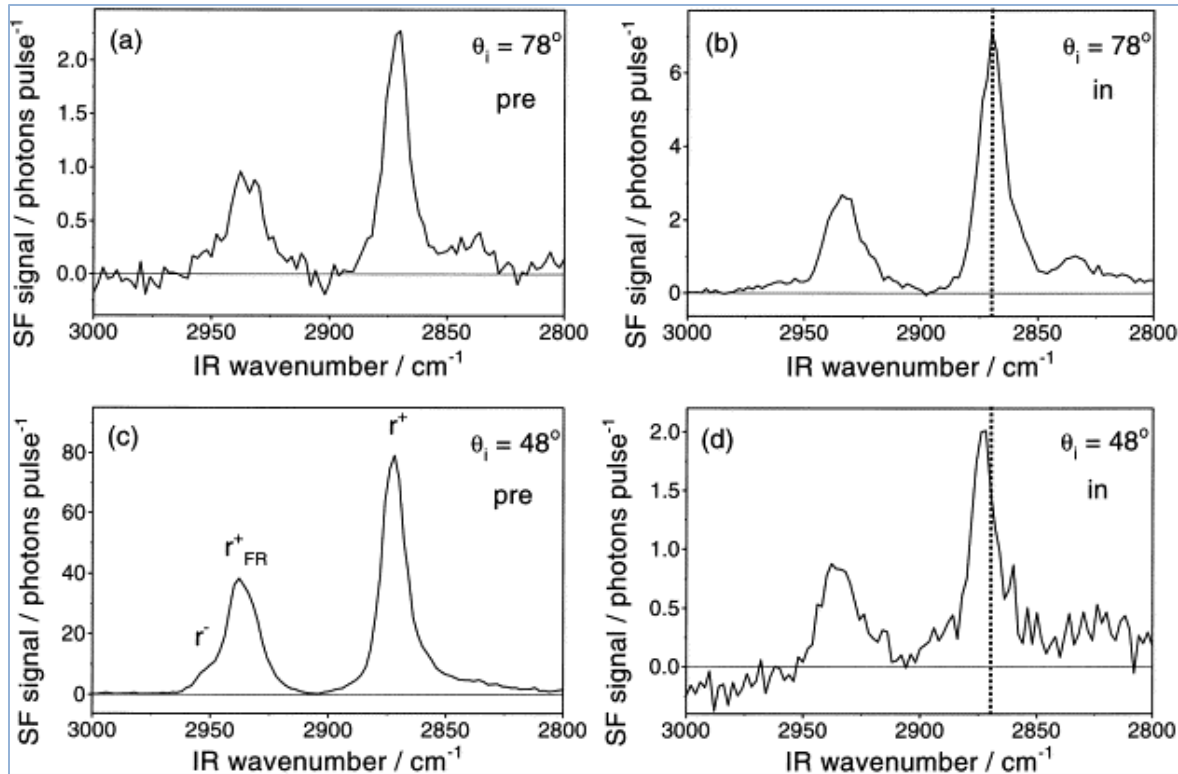 (a)
θi = 78°
pre
SF signal / photons pulse⁻¹
2.0
1.5
1.0
0.5
0.0
3000 2950 2900 2850 2800
IR wavenumber / cm⁻¹
(b)
θi = 78°
in
SF signal / photons pulse⁻¹
6
4
2
0
3000 2950 2900 2850 2800
IR wavenumber / cm⁻¹
(c)
r⁺
θi = 48°
pre
r⁺FR
r⁻
SF signal / photons pulse⁻¹
80
60
40
20
0
3000 2950 2900 2850 2800
IR wavenumber / cm⁻¹
(d)
θi = 48°
in
SF signal / photons pulse⁻¹
2.0
1.5
1.0
0.5
0.0
3000 2950 2900 2850 2800
IR wavenumber / cm⁻¹